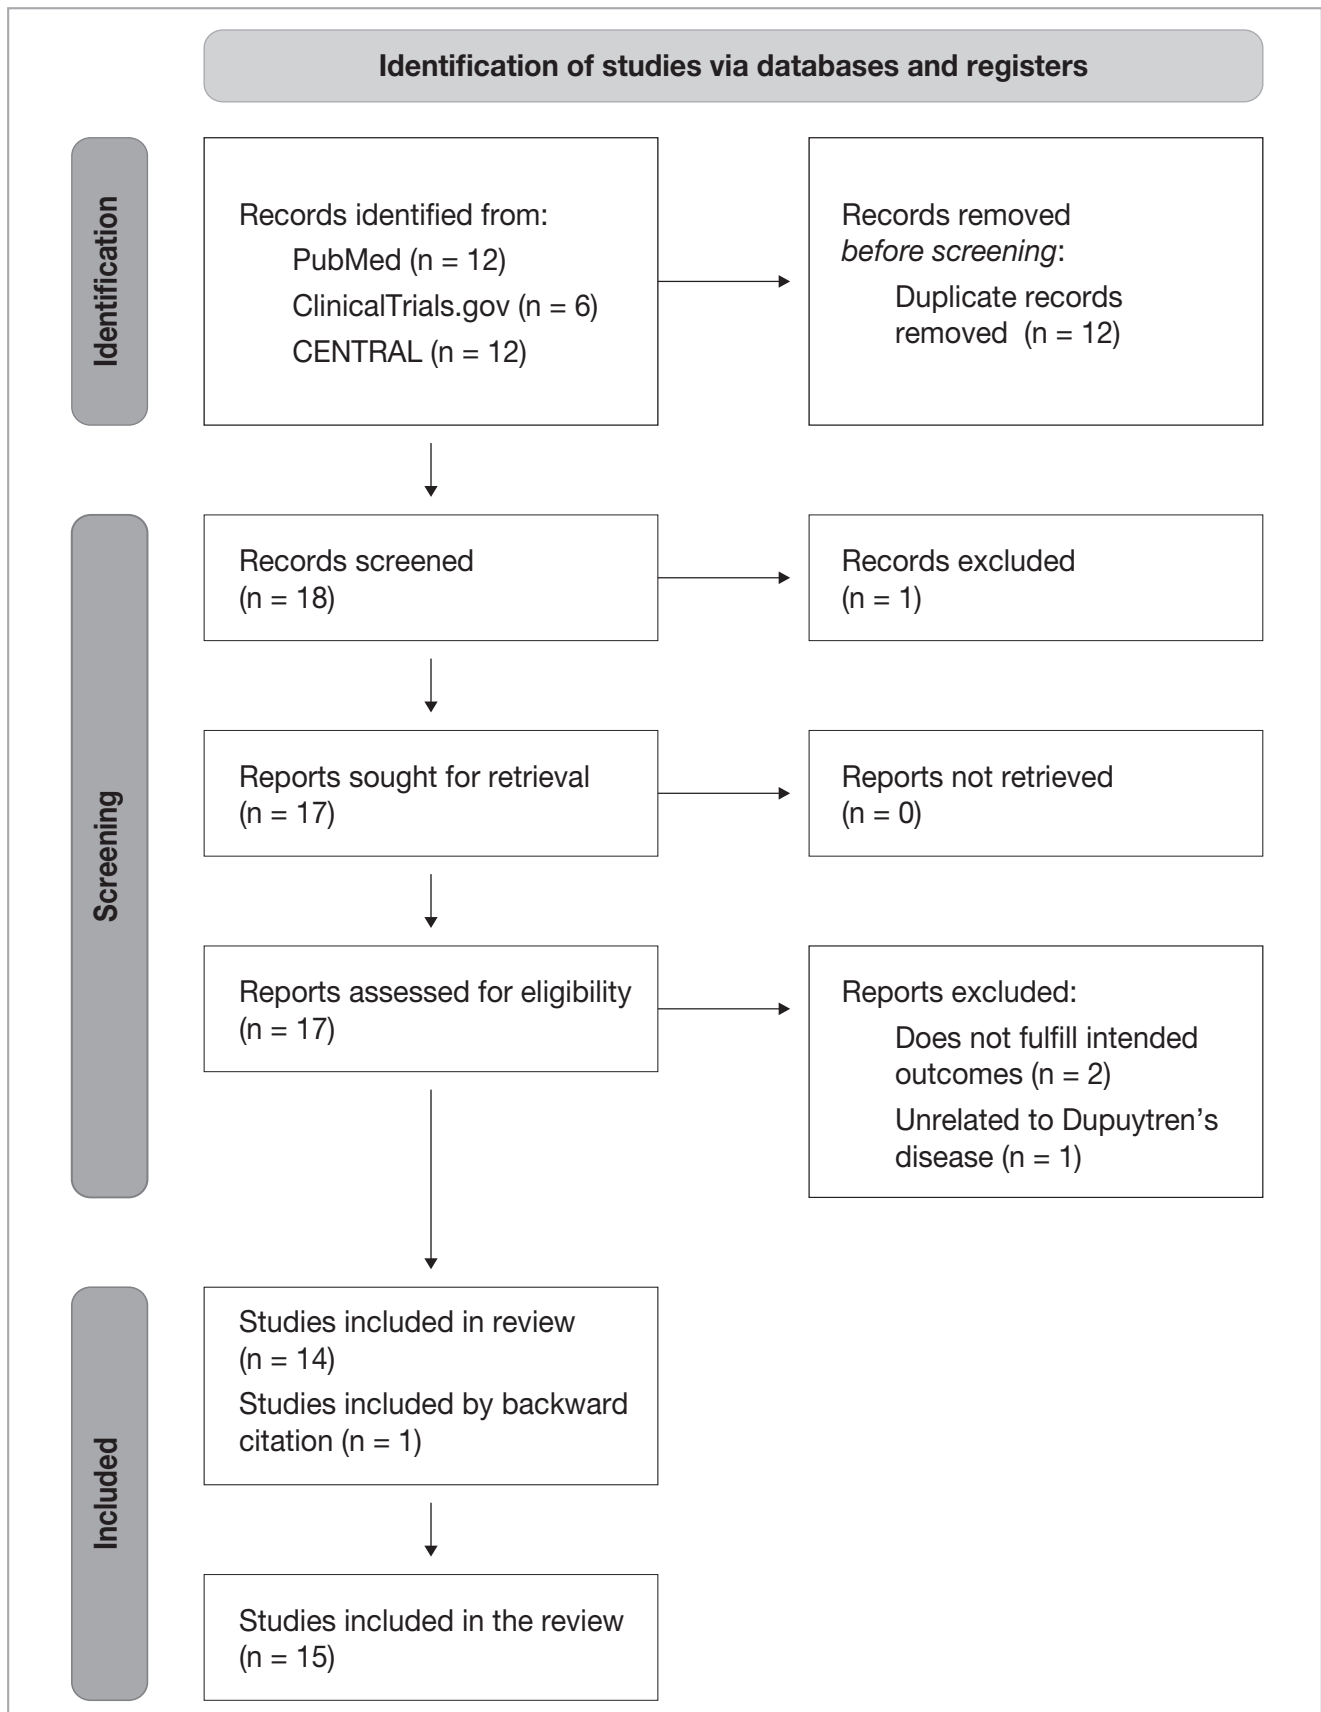 Identification of studies via databases and registers
Identification
Records identified from:
PubMed (n = 12)
ClinicalTrials.gov (n = 6)
CENTRAL (n = 12)
Records removed
before screening:
Duplicate records
removed (n = 12)
Screening
Records screened
(n = 18)
Records excluded
(n = 1)
Reports sought for retrieval
(n = 17)
Reports not retrieved
(n = 0)
Reports assessed for eligibility
(n = 17)
Reports excluded:
Does not fulfill intended
outcomes (n = 2)
Unrelated to Dupuytren’s
disease (n = 1)
Included
Studies included in review
(n = 14)
Studies included by backward
citation (n = 1)
Studies included in the review
(n = 15)